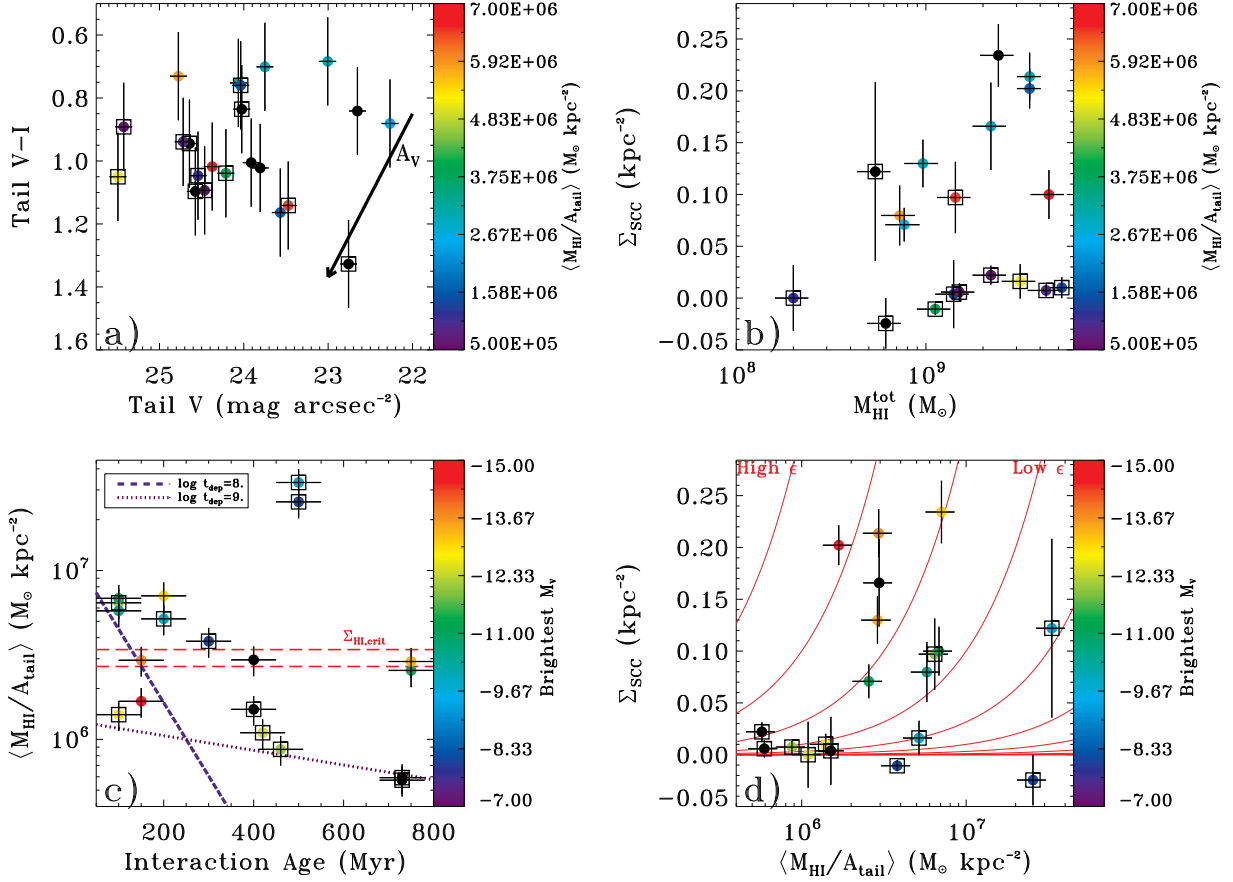 0.6
0.8
1.0
1.2
1.4
1.6
Tail V−I
25 24 23 22
Tail V (mag arcsec⁻²)
A_V
a)
7.00E+06
5.92E+06
4.83E+06
3.75E+06
2.67E+06
1.58E+06
5.00E+05
⟨M_HI/A_tail⟩ (M_⊙ kpc⁻²)
0.25
0.20
0.15
0.10
0.05
0.00
−0.05
Σ_SCC (kpc⁻²)
10⁸ 10⁹
M_HI^tot (M_⊙)
b)
7.00E+06
5.92E+06
4.83E+06
3.75E+06
2.67E+06
1.58E+06
5.00E+05
⟨M_HI/A_tail⟩ (M_⊙ kpc⁻²)
log t_dep=8.
log t_dep=9.
10⁷
10⁶
⟨M_HI/A_tail⟩ (M_⊙ kpc⁻²)
Σ_HI,crit
200 400 600 800
Interaction Age (Myr)
c)
−15.00
−13.67
−12.33
−11.00
−9.67
−8.33
−7.00
Brightest M_v
High ε
Low ε
0.25
0.20
0.15
0.10
0.05
0.00
−0.05
Σ_SCC (kpc⁻²)
10⁶ 10⁷
⟨M_HI/A_tail⟩ (M_⊙ kpc⁻²)
d)
−15.00
−13.67
−12.33
−11.00
−9.67
−8.33
−7.00
Brightest M_v